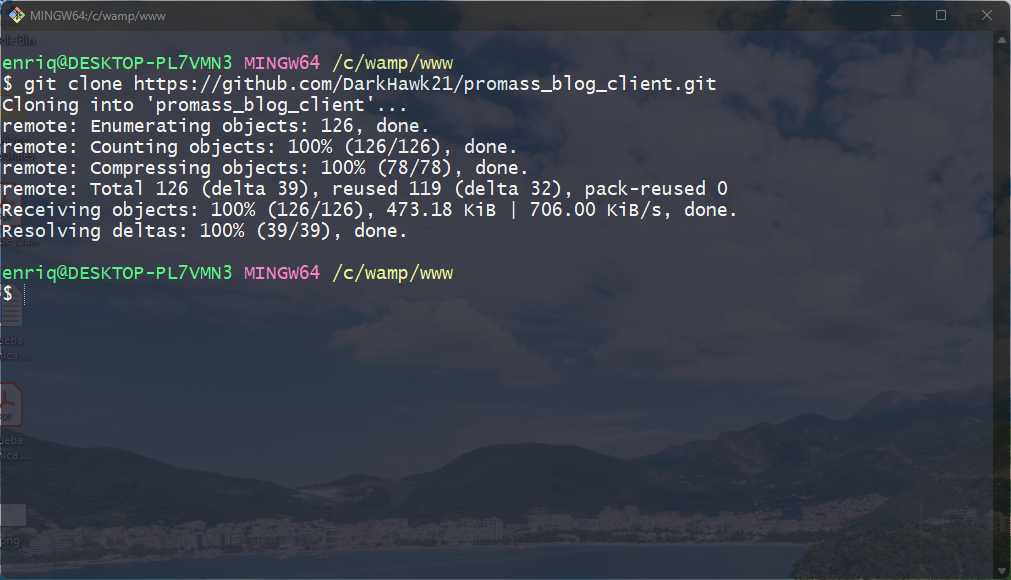 MINGW64:/c/wamp/www
enriq@DESKTOP-PL7VMN3 MINGW64 /c/wamp/www
$ git clone https://github.com/DarkHawk21/promass_blog_client.git
Cloning into 'promass_blog_client'...
remote: Enumerating objects: 126, done.
remote: Counting objects: 100% (126/126), done.
remote: Compressing objects: 100% (78/78), done.
remote: Total 126 (delta 39), reused 119 (delta 32), pack-reused 0
Receiving objects: 100% (126/126), 473.18 KiB | 706.00 KiB/s, done.
Resolving deltas: 100% (39/39), done.
enriq@DESKTOP-PL7VMN3 MINGW64 /c/wamp/www
$